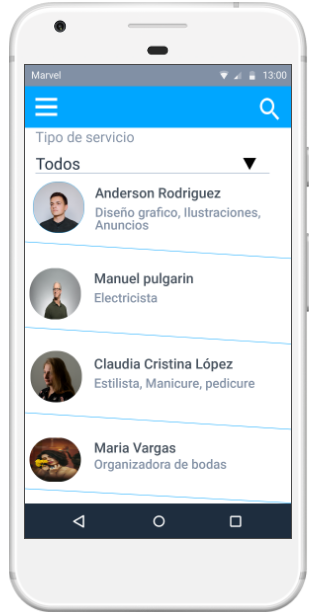 Marvel 13:00
Tipo de servicio
Todos
Anderson Rodriguez
Diseño grafico, Ilustraciones,
Anuncios
Manuel pulgarin
Electricista
Claudia Cristina López
Estilista, Manicure, pedicure
Maria Vargas
Organizadora de bodas